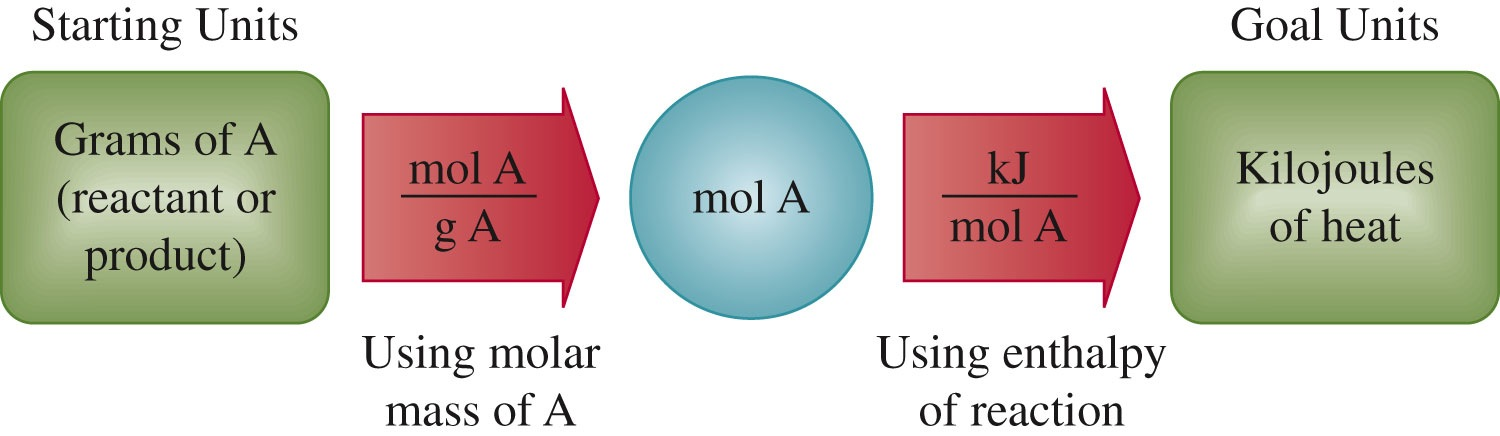 Starting Units
Goal Units
Grams of A
(reactant or
product)
mol A
g A
mol A
kJ
mol A
Kilojoules
of heat
Using molar
mass of A
Using enthalpy
of reaction